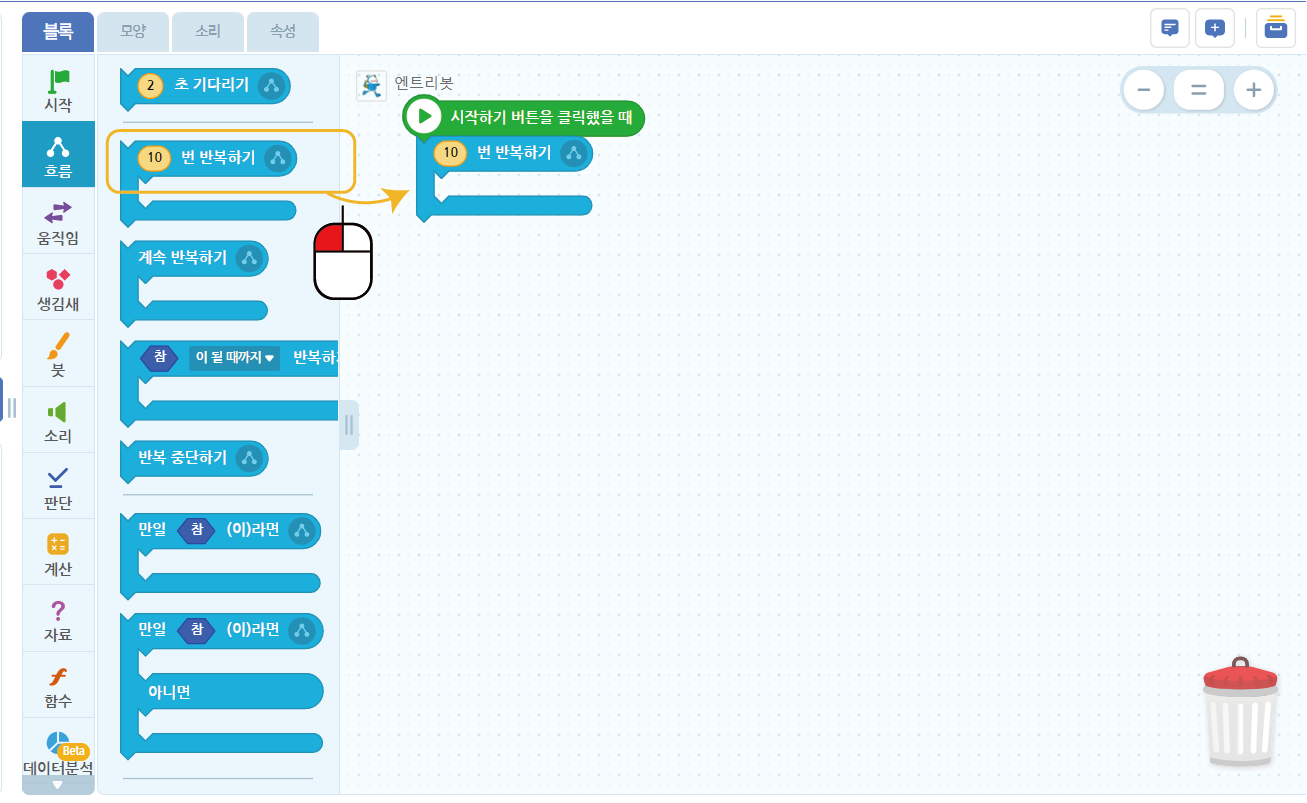 블록 모양 소리 속성
시작
흐름
움직임
생김새
붓
소리
판단
계산
자료
함수
Beta
데이터분석
2 초 기다리기
10 번 반복하기
계속 반복하기
참 이 될 때까지 ▼ 반복하
반복 중단하기
만일 참 (이)라면
만일 참 (이)라면
아니면
엔트리봇
시작하기 버튼을 클릭했을 때
10 번 반복하기